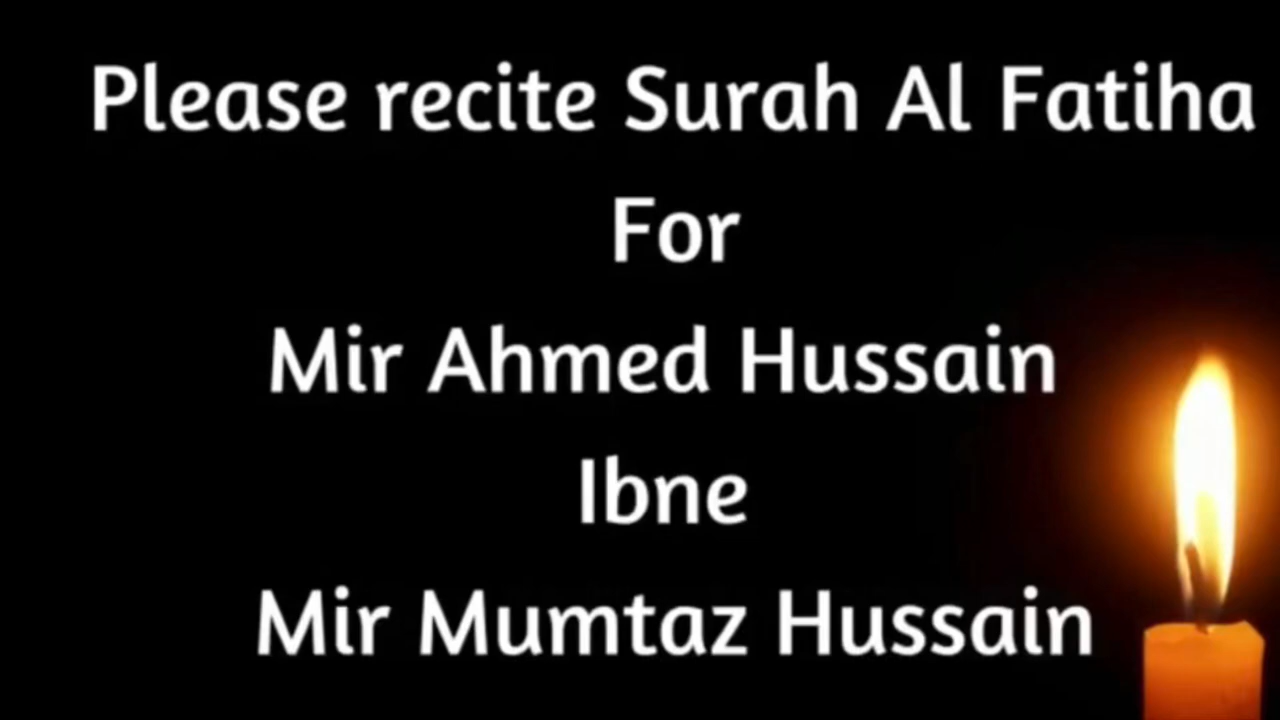 Please recite Surah Al Fatiha
For
Mir Ahmed Hussain
Ibne
Mir Mumtaz Hussain